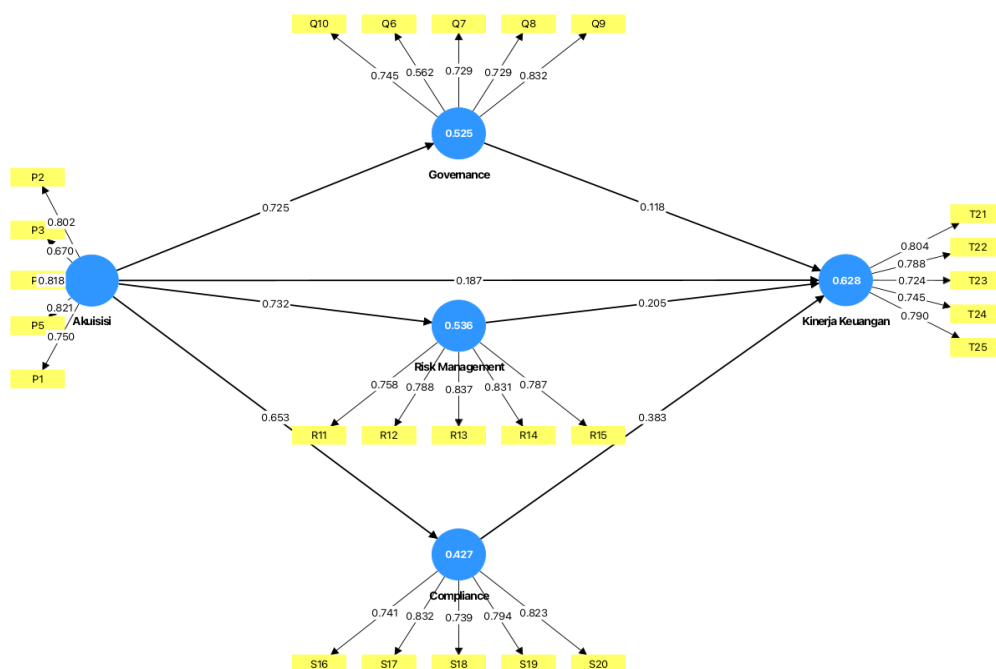 Q10 Q6 Q7 Q8 Q9
0.745 0.562 0.729 0.729 0.832
0.525
Governance
P2
0.802
P3
0.670
0.818
0.821
P5
Akuisisi
0.750
P1
0.725
0.118
0.187
0.732
0.205
0.653
0.383
0.536
Risk Management
0.758 0.788 0.837 0.831 0.787
R11 R12 R13 R14 R15
0.628
Kinerja Keuangan
0.804
T21
0.788
T22
0.724
T23
0.745
T24
0.790
T25
0.427
Compliance
0.741 0.832 0.739 0.794 0.823
S16 S17 S18 S19 S20